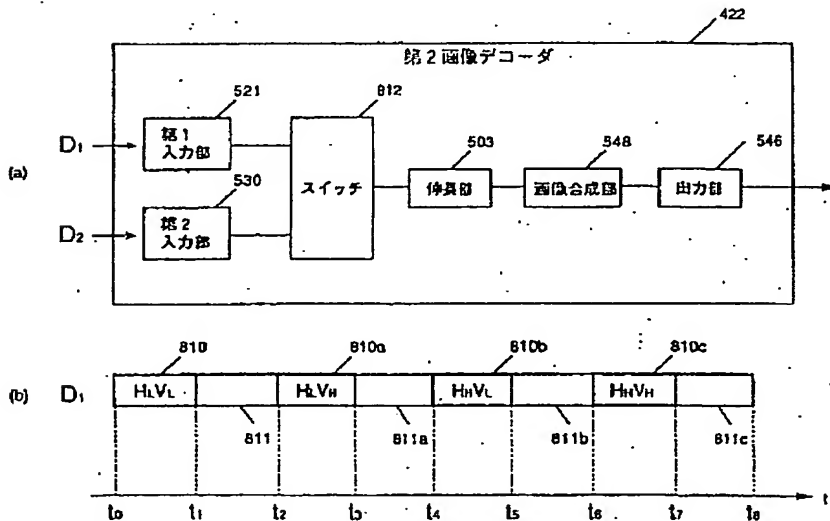 422
第2画像デコーダ
521
812
D₁
第1
入力部
503
548
546
(a)
530
スイッチ
伸長部
画像合成部
出力部
D₂
第2
入力部
810
810a
810b
810c
(b)
D₁
HLVL
HLVH
HHVL
HHVH
811
811a
811b
811c
t
t₀ t₁ t₂ t₃ t₄ t₅ t₆ t₇ t₈